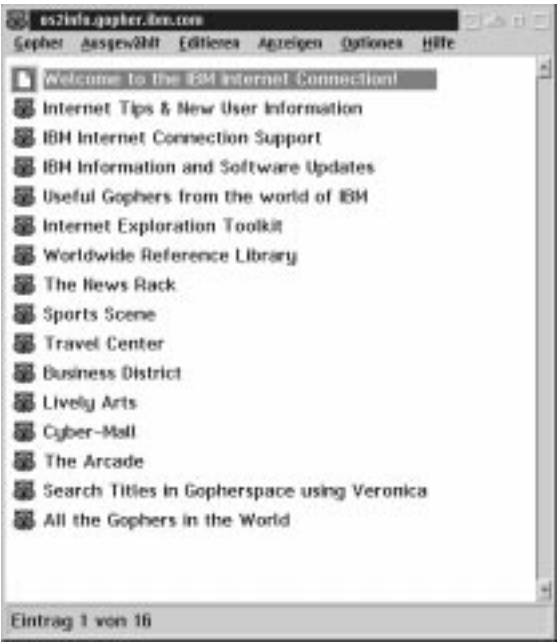 os2info.gopher.ibm.com
Gopher Ausgewählt Editieren Anzeigen Optionen Hilfe
Welcome to the IBM Internet Connection!
Internet Tips & New User Information
IBM Internet Connection Support
IBM Information and Software Updates
Useful Gophers from the world of IBM
Internet Exploration Toolkit
Worldwide Reference Library
The News Rack
Sports Scene
Travel Center
Business District
Lively Arts
Cyber-Mall
The Arcade
Search Titles in Gopherspace using Veronica
All the Gophers in the World
Eintrag 1 von 16